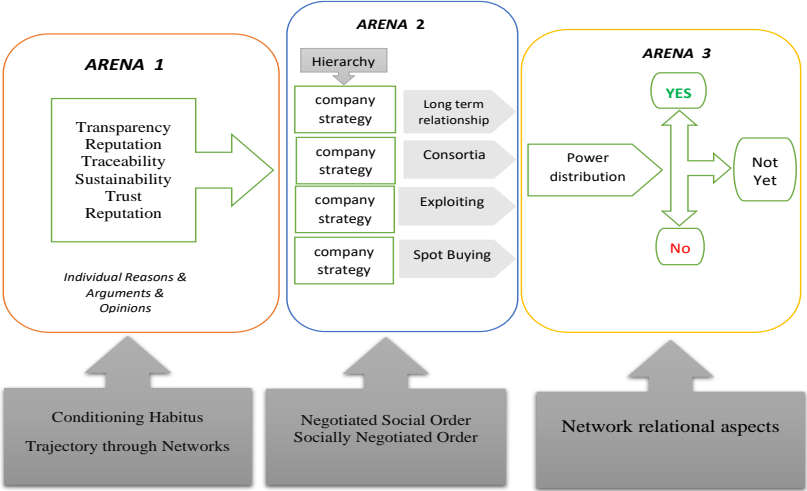 ARENA 1
Transparency
Reputation
Traceability
Sustainability
Trust
Reputation
Individual Reasons &
Arguments &
Opinions
ARENA 2
Hierarchy
company
strategy
Long term
relationship
company
strategy
Consortia
company
strategy
Exploiting
company
strategy
Spot Buying
ARENA 3
YES
Power
distribution
Not
Yet
No
Conditioning Habitus
Trajectory through Networks
Negotiated Social Order
Socially Negotiated Order
Network relational aspects